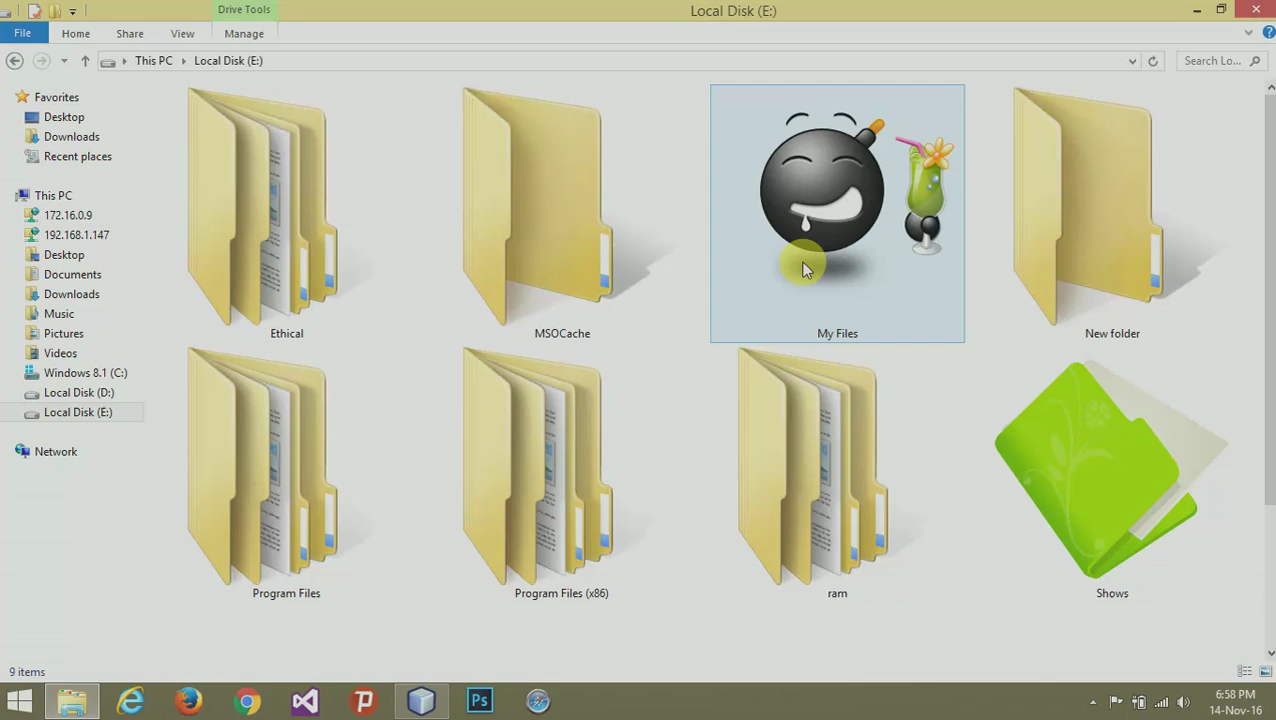 Drive Tools
Local Disk (E:)
File
Home
Share
View
Manage
This PC
Local Disk (E:)
Search Lo...
Favorites
Desktop
Downloads
Recent places
This PC
172.16.0.9
192.168.1.147
Desktop
Documents
Downloads
Music
Pictures
Videos
Windows 8.1 (C:)
Local Disk (D:)
Local Disk (E:)
Network
Ethical
MSOCache
My Files
New folder
Program Files
Program Files (x86)
ram
Shows
9 items
Ps
6:58 PM
14-Nov-16